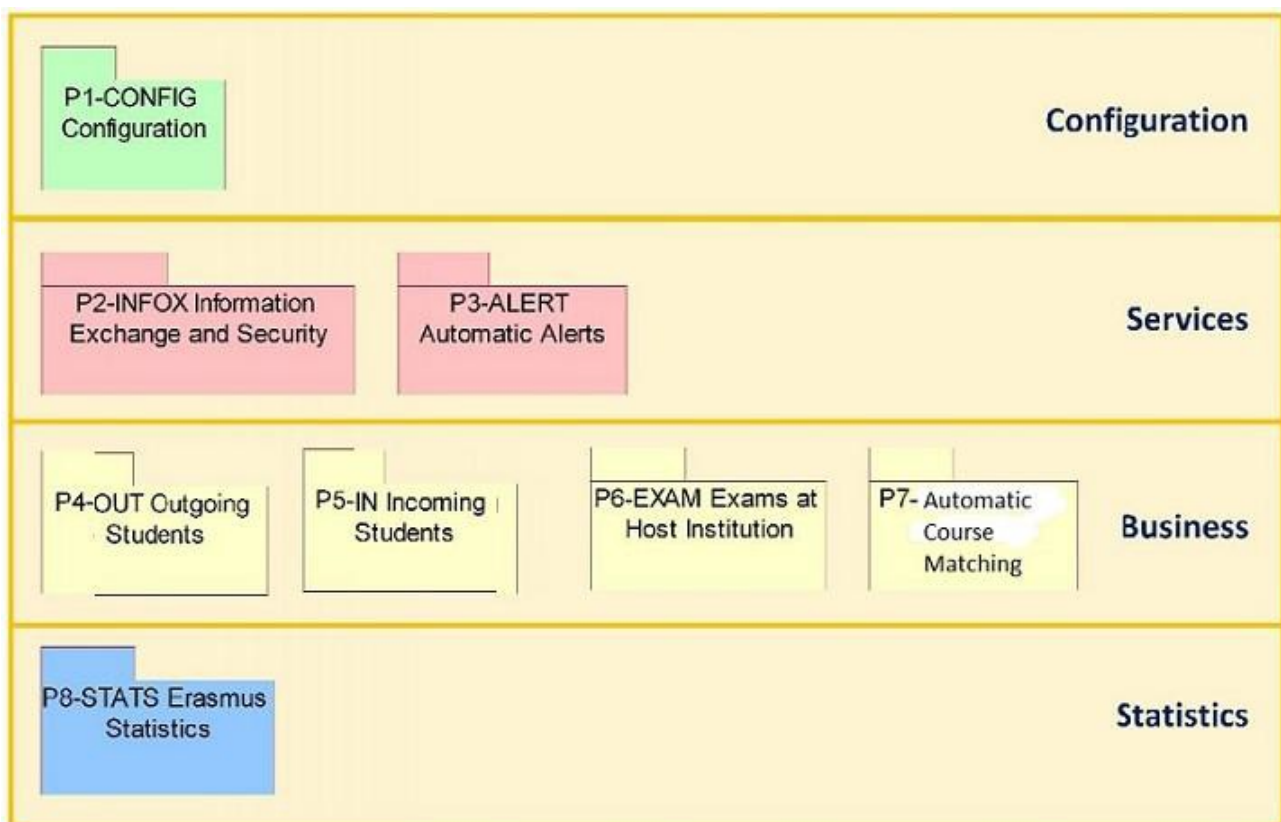 P1-CONFIG
Configuration
Configuration
P2-INFOX Information
Exchange and Security
P3-ALERT
Automatic Alerts
Services
P4-OUT Outgoing
Students
P5-IN Incoming
Students
P6-EXAM Exams at
Host Institution
P7- Automatic
Course
Matching
Business
P8-STATS Erasmus
Statistics
Statistics